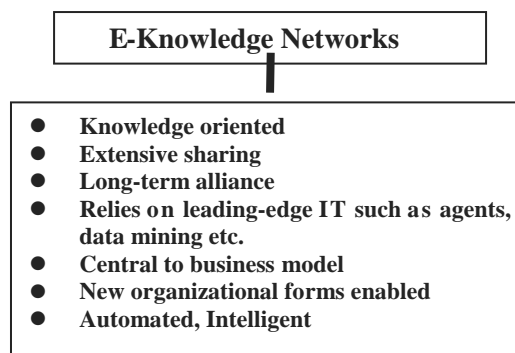 E-Knowledge Networks
● Knowledge oriented
● Extensive sharing
● Long-term alliance
● Relies on leading-edge IT such as agents,
data mining etc.
● Central to business model
● New organizational forms enabled
● Automated, Intelligent